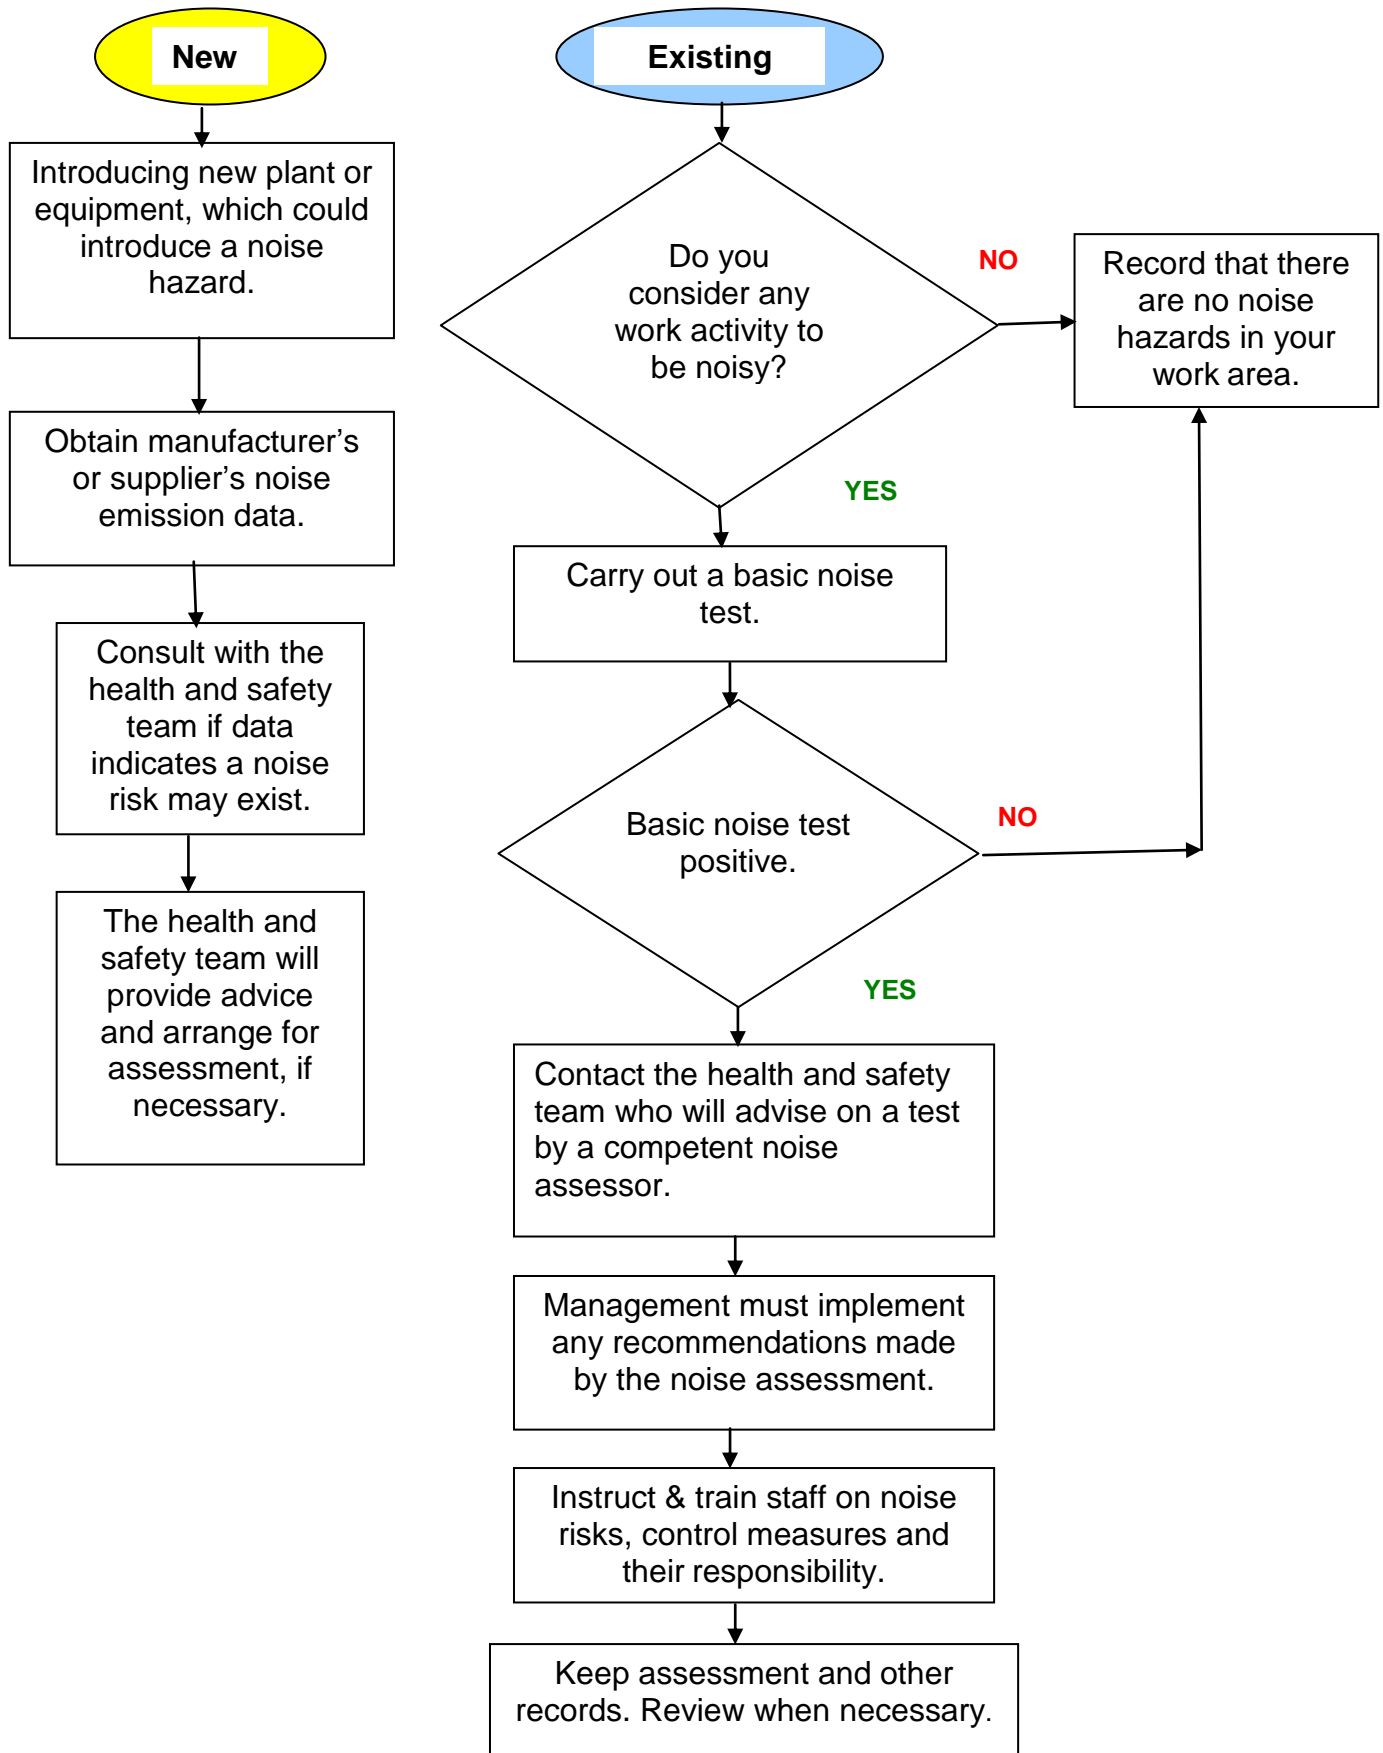 New
Introducing new plant or
equipment, which could
introduce a noise
hazard.
Obtain manufacturer’s
or supplier’s noise
emission data.
Consult with the
health and safety
team if data
indicates a noise
risk may exist.
The health and
safety team will
provide advice
and arrange for
assessment, if
necessary.
Existing
Do you
consider any
work activity to
be noisy?
NO
Record that there
are no noise
hazards in your
work area.
YES
Carry out a basic noise
test.
Basic noise test
positive.
NO
YES
Contact the health and safety
team who will advise on a test
by a competent noise
assessor.
Management must implement
any recommendations made
by the noise assessment.
Instruct & train staff on noise
risks, control measures and
their responsibility.
Keep assessment and other
records. Review when necessary.